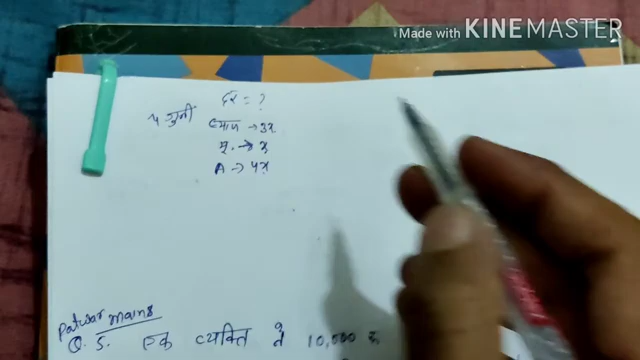 Made with KINEMASTER
दर = ?
4 गुनी
ब्याज → 3x
मू. → x
A → 4x
Patwar mains
Q. 5. एक व्यक्ति ने 10,000 रु